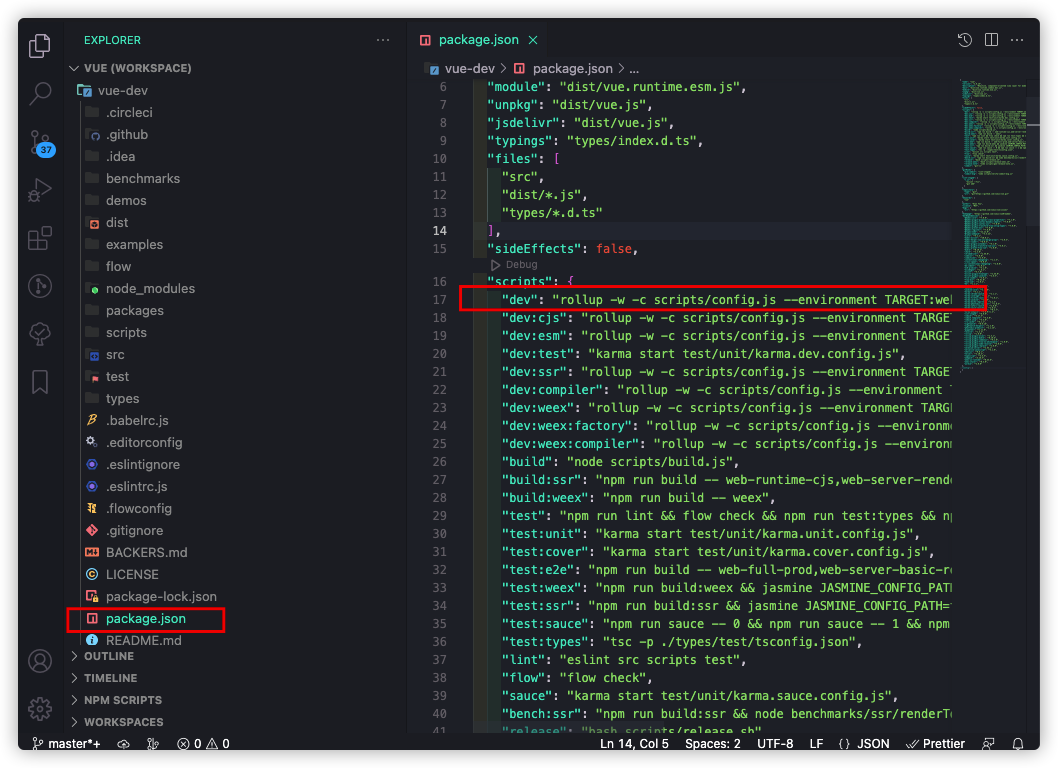 EXPLORER
VUE (WORKSPACE)
vue-dev
.circleci
.github
.idea
benchmarks
demos
dist
examples
flow
node_modules
packages
scripts
src
test
types
.babelrc.js
.editorconfig
.eslintignore
.eslintrc.js
.flowconfig
.gitignore
BACKERS.md
LICENSE
package-lock.json
package.json
README.md
OUTLINE
TIMELINE
NPM SCRIPTS
WORKSPACES
37
package.json
vue-dev > package.json > ...
6 "module": "dist/vue.runtime.esm.js",
7 "unpkg": "dist/vue.js",
8 "jsdelivr": "dist/vue.js",
9 "typings": "types/index.d.ts",
10 "files": [
11 "src",
12 "dist/*.js",
13 "types/*.d.ts"
14 ],
15 "sideEffects": false,
Debug
16 "scripts": {
17 "dev": "rollup -w -c scripts/config.js --environment TARGET:we
18 "dev:cjs": "rollup -w -c scripts/config.js --environment TARGE
19 "dev:esm": "rollup -w -c scripts/config.js --environment TARGE
20 "dev:test": "karma start test/unit/karma.dev.config.js",
21 "dev:ssr": "rollup -w -c scripts/config.js --environment TARGE
22 "dev:compiler": "rollup -w -c scripts/config.js --environment
23 "dev:weex": "rollup -w -c scripts/config.js --environment TARG
24 "dev:weex:factory": "rollup -w -c scripts/config.js --environm
25 "dev:weex:compiler": "rollup -w -c scripts/config.js --environ
26 "build": "node scripts/build.js",
27 "build:ssr": "npm run build -- web-runtime-cjs,web-server-rend
28 "build:weex": "npm run build -- weex",
29 "test": "npm run lint && flow check && npm run test:types && np
30 "test:unit": "karma start test/unit/karma.unit.config.js",
31 "test:cover": "karma start test/unit/karma.cover.config.js",
32 "test:e2e": "npm run build -- web-full-prod,web-server-basic-r
33 "test:weex": "npm run build:weex && jasmine JASMINE_CONFIG_PATH
34 "test:ssr": "npm run build:ssr && jasmine JASMINE_CONFIG_PATH=
35 "test:sauce": "npm run sauce -- 0 && npm run sauce -- 1 && npm
36 "test:types": "tsc -p ./types/test/tsconfig.json",
37 "lint": "eslint src scripts test",
38 "flow": "flow check",
39 "sauce": "karma start test/unit/karma.sauce.config.js",
40 "bench:ssr": "npm run build:ssr && node benchmarks/ssr/renderT
41 "release": "bash scripts/release.sh"
master*+ 0 0 Ln 14, Col 5 Spaces: 2 UTF-8 LF {} JSON Prettier